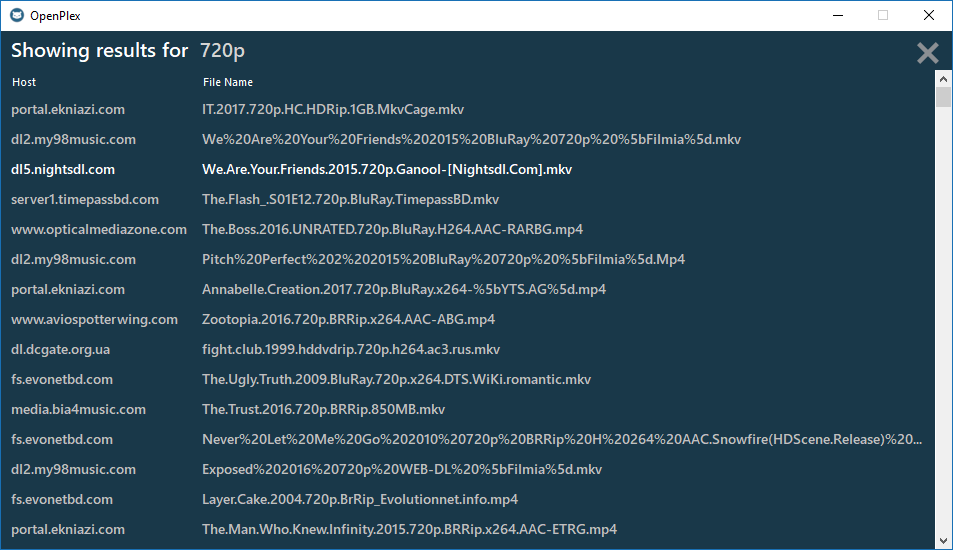 OpenPlex
Showing results for 720p
Host File Name
portal.ekniazi.com IT.2017.720p.HC.HDRip.1GB.MkvCage.mkv
dl2.my98music.com We%20Are%20Your%20Friends%202015%20BluRay%20720p%20%5bFilmia%5d.mkv
dl5.nightsdl.com We.Are.Your.Friends.2015.720p.Ganool-[Nightsdl.Com].mkv
server1.timepassbd.com The.Flash_.S01E12.720p.BluRay.TimepassBD.mkv
www.opticalmediazone.com The.Boss.2016.UNRATED.720p.BluRay.H264.AAC-RARBG.mp4
dl2.my98music.com Pitch%20Perfect%202%202015%20BluRay%20720p%20%5bFilmia%5d.Mp4
portal.ekniazi.com Annabelle.Creation.2017.720p.BluRay.x264-%5bYTS.AG%5d.mp4
www.aviospotterwing.com Zootopia.2016.720p.BRRip.x264.AAC-ABG.mp4
dl.dcgate.org.ua fight.club.1999.hddvdrip.720p.h264.ac3.rus.mkv
fs.evonetbd.com The.Ugly.Truth.2009.BluRay.720p.x264.DTS.WiKi.romantic.mkv
media.bia4music.com The.Trust.2016.720p.BRRip.850MB.mkv
fs.evonetbd.com Never%20Let%20Me%20Go%202010%20720p%20BRRip%20H%20264%20AAC.Snowfire(HDScene.Release)%20...
dl2.my98music.com Exposed%202016%20720p%20WEB-DL%20%5bFilmia%5d.mkv
fs.evonetbd.com Layer.Cake.2004.720p.BrRip_Evolutionnet.info.mp4
portal.ekniazi.com The.Man.Who.Knew.Infinity.2015.720p.BRRip.x264.AAC-ETRG.mp4